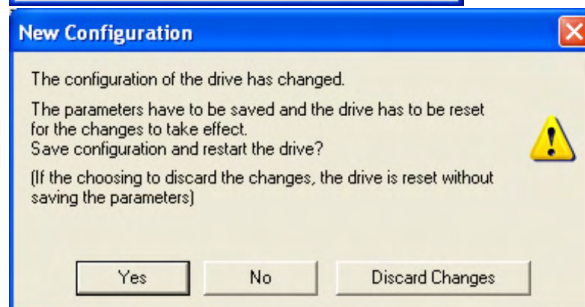 New Configuration
The configuration of the drive has changed.
The parameters have to be saved and the drive has to be reset
for the changes to take effect.
Save configuration and restart the drive?
(If the choosing to discard the changes, the drive is reset without
saving the parameters)
Yes No Discard Changes